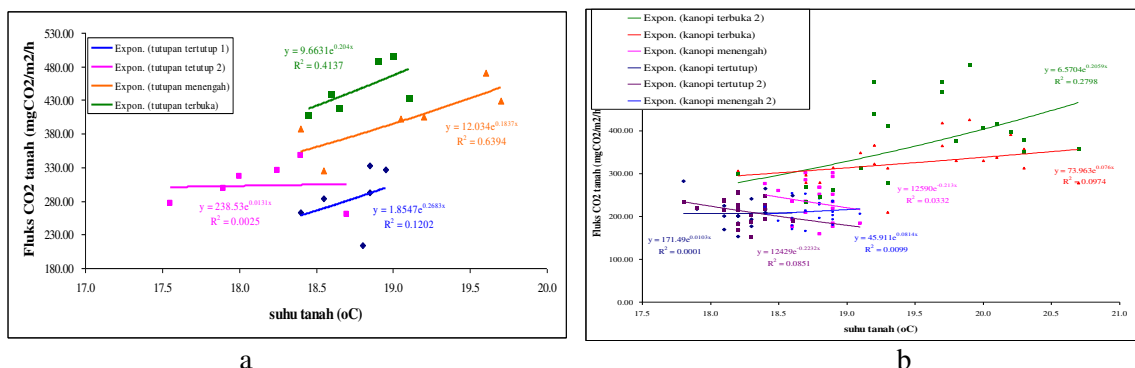 Fluks CO2 tanah (mgCO2/m2/h
530.00
480.00
430.00
380.00
330.00
280.00
230.00
180.00
Expon. (tutupan tertutup 1)
Expon. (tutupan tetutup 2)
Expon. (tutupan menengah)
Expon. (tutupan terbuka)
y = 9.6631e^0.204x
R² = 0.4137
y = 12.034e^0.1837x
R² = 0.6394
y = 238.53e^0.0131x
R² = 0.0025
y = 1.8547e^0.2683x
R² = 0.1202
17.0 17.5 18.0 18.5 19.0 19.5 20.0
suhu tanah (oC)
a
Fluks CO2 tanah (mgCO2/m2/h
Expon. (kanopi terbuka 2)
Expon. (kanopi terbuka)
Expon. (kanopi menengah)
Expon. (kanopi tertutup)
Expon. (kanopi tertutup 2)
Expon. (kanopi menengah 2)
400.00
300.00
200.00
100.00
0.00
y = 6.5704e^0.2059x
R² = 0.2798
y = 73.963e^0.076x
R² = 0.0974
y = 12590e^-0.213x
R² = 0.0332
y = 171.49e^0.0103x
R² = 0.0001
y = 12429e^-0.2232x
R² = 0.0851
y = 45.911e^0.0814x
R² = 0.0099
17.5 18.0 18.5 19.0 19.5 20.0 20.5 21.0
suhu tanah (oC)
b